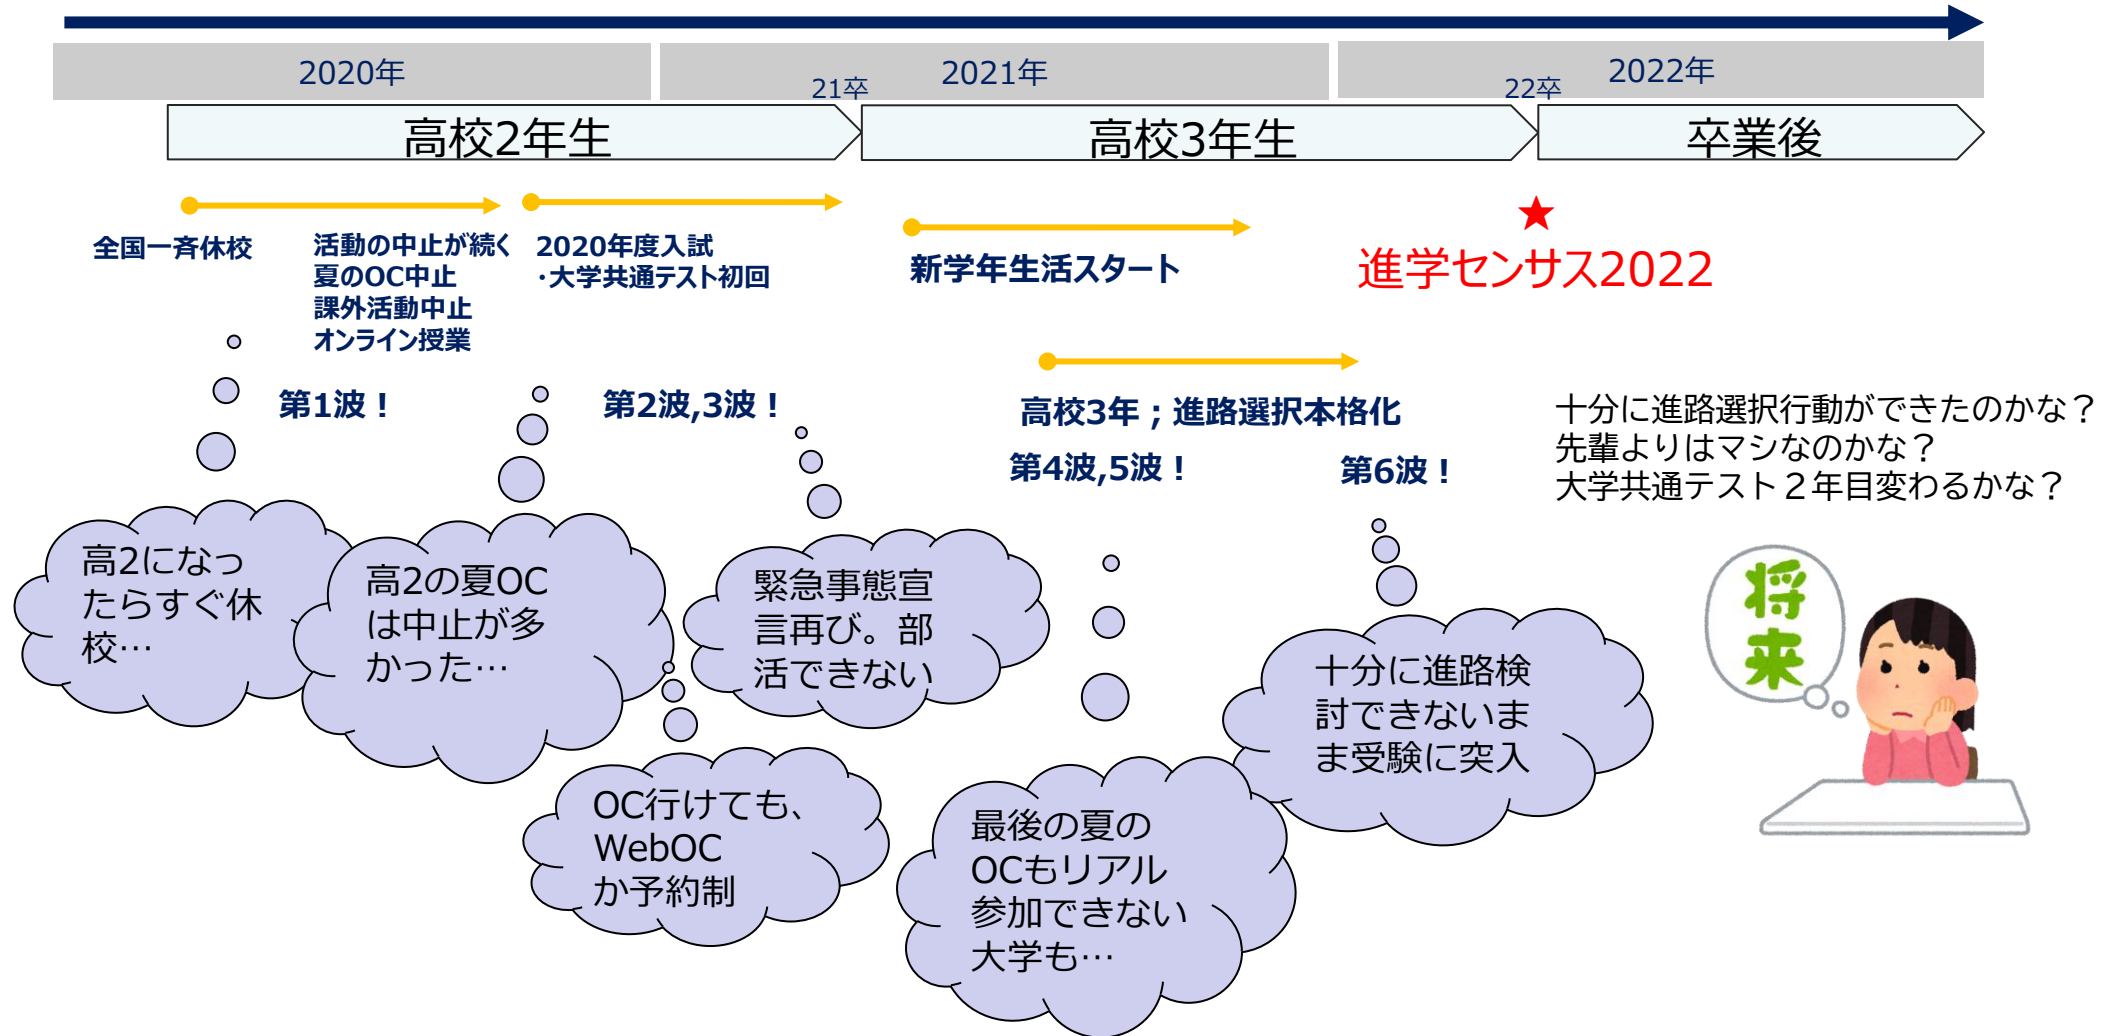 2020年
2021年
2022年
21卒
22卒
高校2年生
高校3年生
卒業後
全国一斉休校
活動の中止が続く
夏のOC中止
課外活動中止
オンライン授業
2020年度入試
・大学共通テスト初回
新学年生活スタート
進学センサス2022
第1波！
第2波,3波！
高校3年；進路選択本格化
第4波,5波！
第6波！
十分に進路選択行動ができたのかな？
先輩よりはマシなのかな？
大学共通テスト２年目変わるかな？
高2になっ
たらすぐ休
校…
高2の夏OC
は中止が多
かった…
緊急事態宣
言再び。部
活できない
OC行けても、
WebOC
か予約制
最後の夏の
OCもリアル
参加できない
大学も…
十分に進路検
討できないま
ま受験に突入
将
来